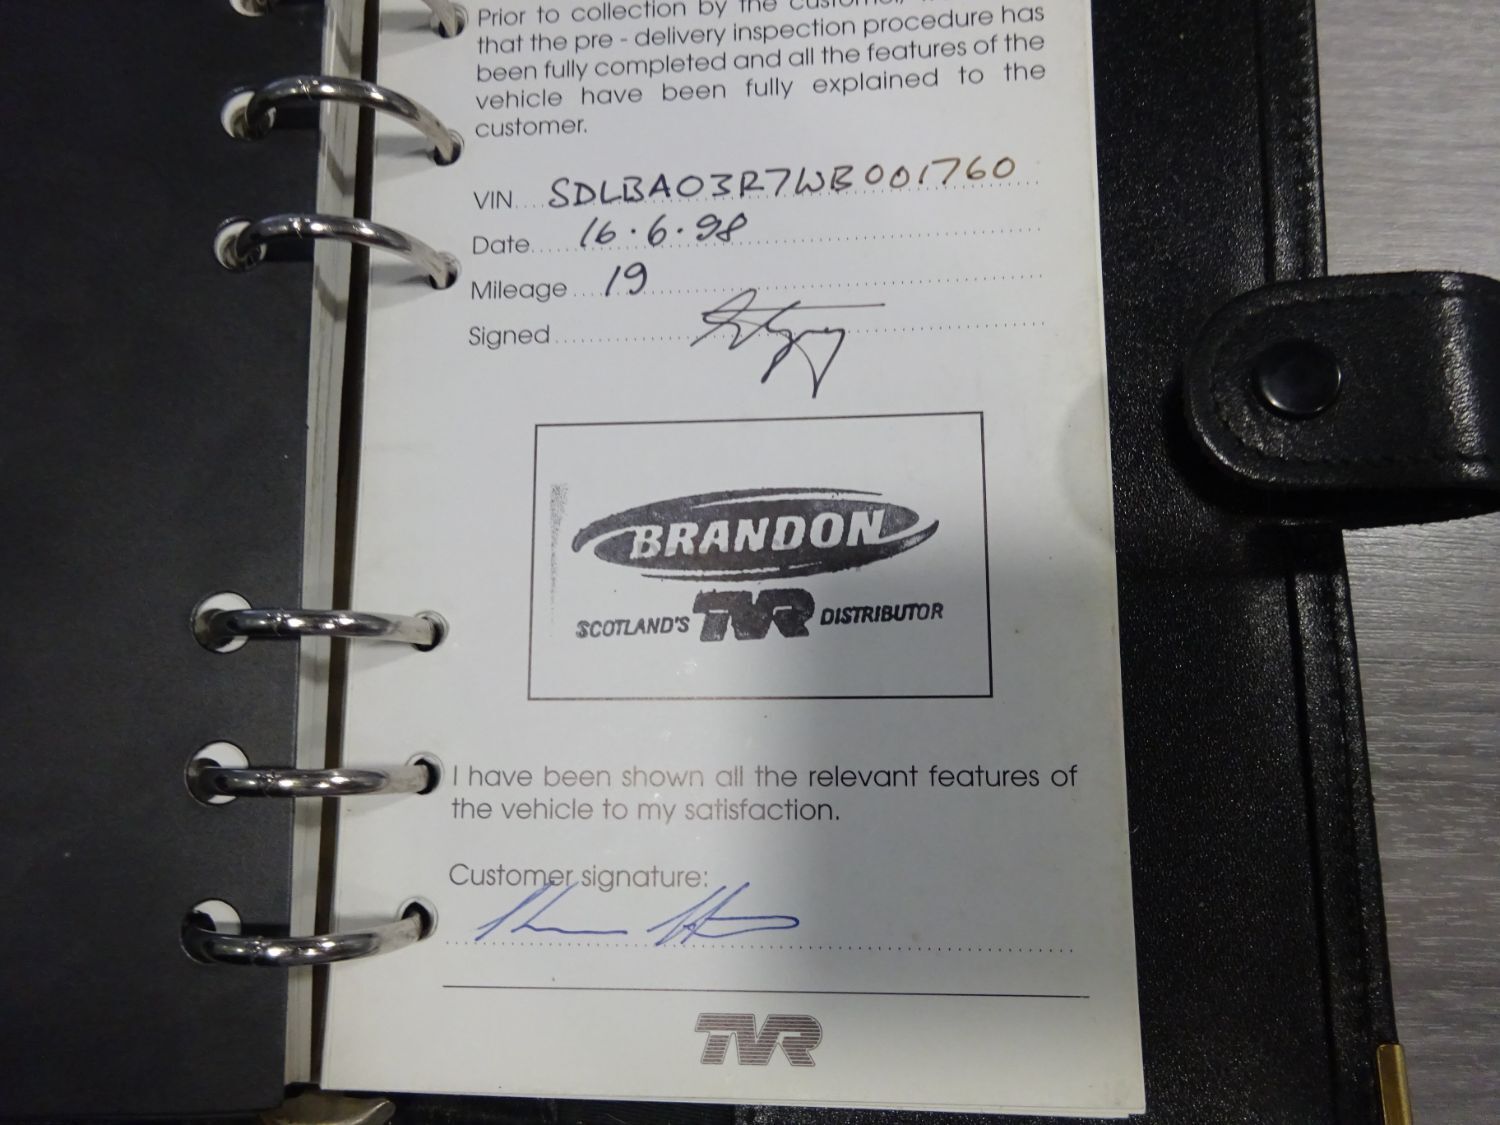 Prior to collection by the customer,
that the pre - delivery inspection procedure has
been fully completed and all the features of the
vehicle have been fully explained to the
customer.
VIN SDLBA03R7WB001760
Date 16.6.98
Mileage 19
Signed
BRANDON
SCOTLAND'S TVR DISTRIBUTOR
I have been shown all the relevant features of
the vehicle to my satisfaction.
Customer signature:
TVR